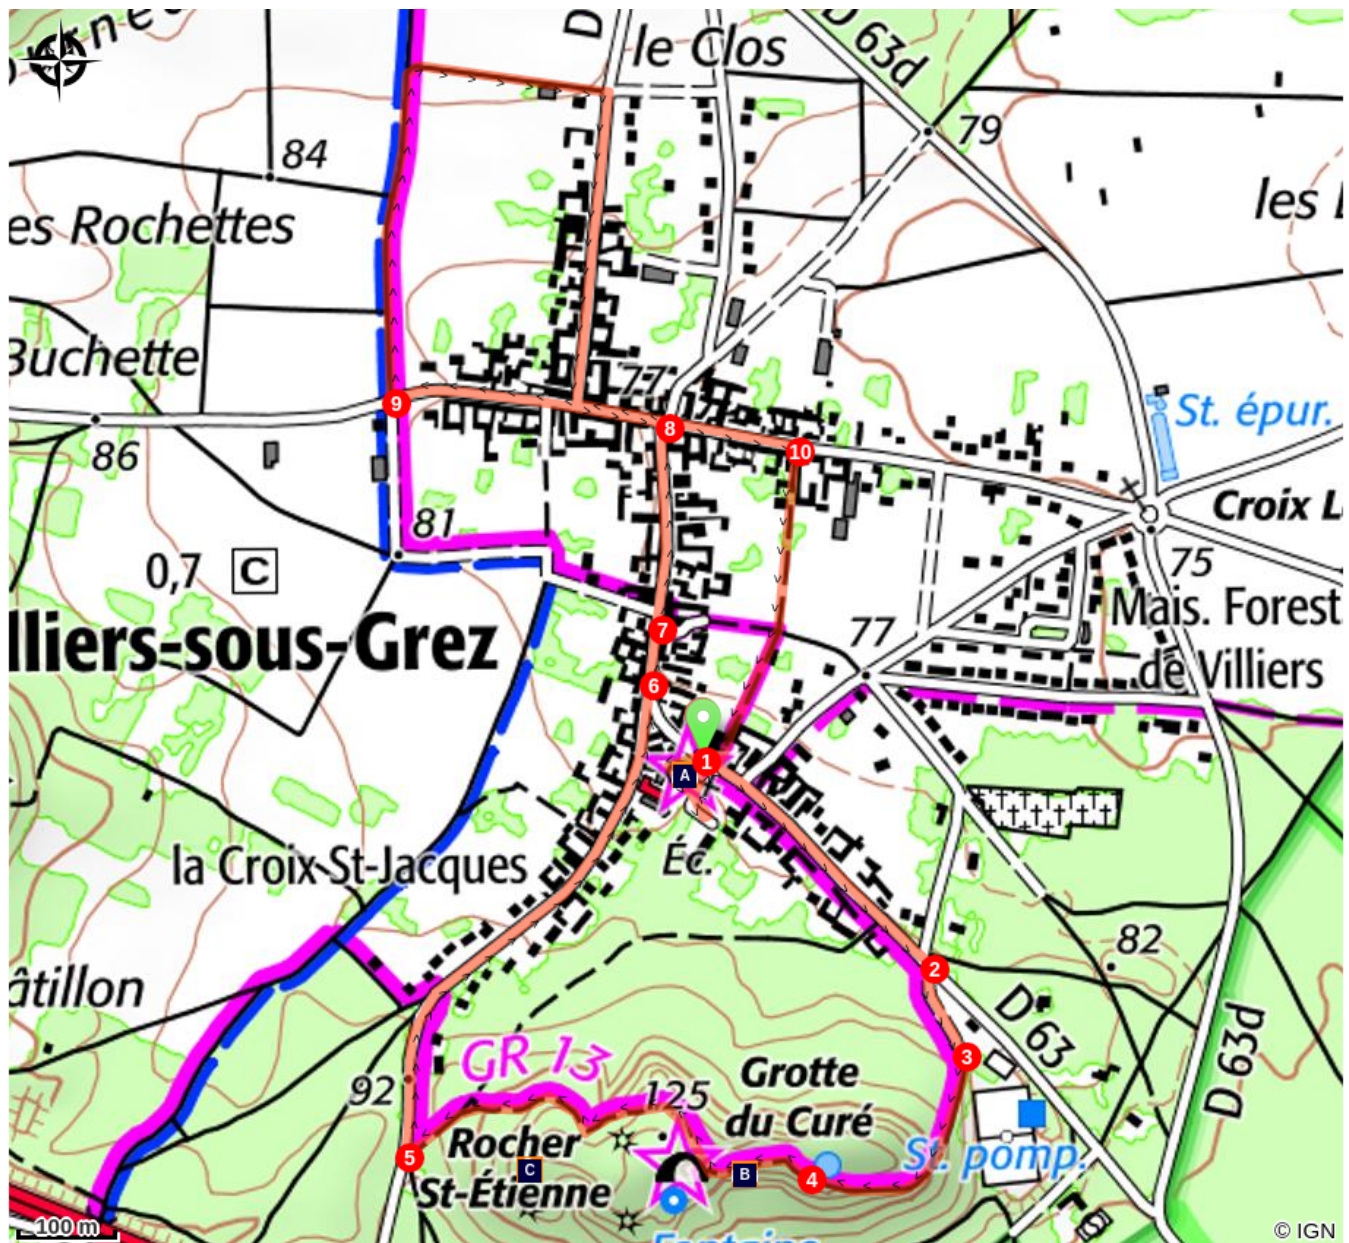 D
le Clos
D 63d
79
84
les
es Rochettes
Buchette
77
St. épur.
9
8
10
86
Croix L
81
0,7 C
75
Mais. Forest.
de Villiers
77
lliers-sous-Grez
7
6
1
A
la Croix-St-Jacques
Éc.
82
2
âtillon
D 63
D 63d
3
GR 13
92
125
Grotte
du Curé
Rocher
St-Étienne
St. pomp.
5
C
B
4
100 m
Fontaine
© IGN